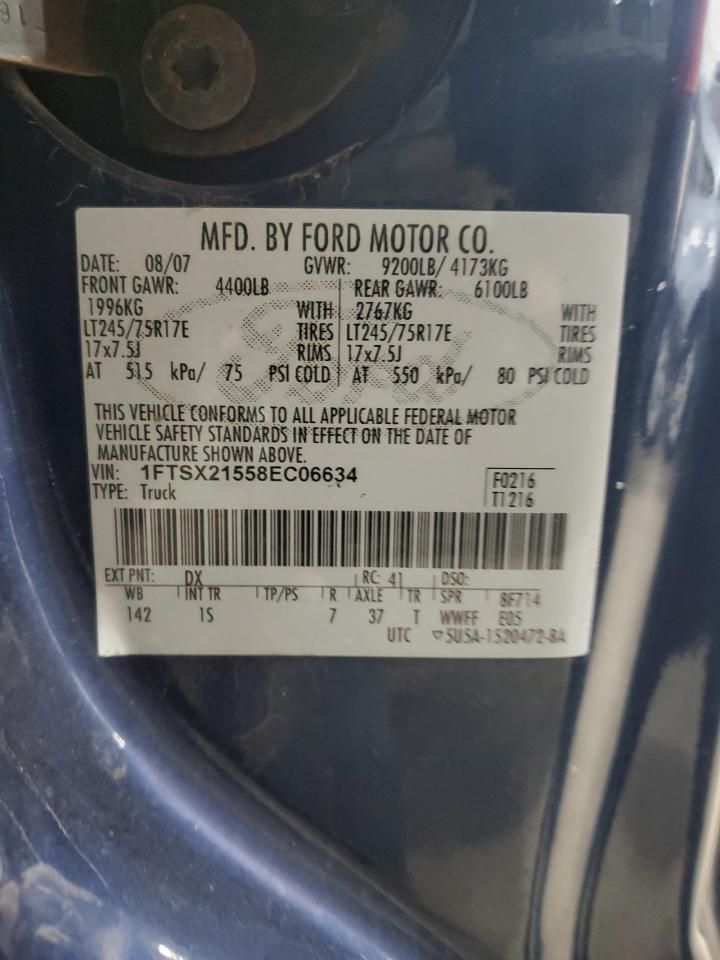 MFD. BY FORD MOTOR CO.
DATE: 08/07 GVWR: 9200LB/ 4173KG
FRONT GAWR: 4400LB REAR GAWR: 6100LB
1996KG WITH 2767KG WITH
LT245/75R17E TIRES LT245/75R17E TIRES
17x7.5J RIMS 17x7.5J RIMS
AT 515 kPa/ 75 PSI COLD AT 550 kPa/ 80 PSI COLD
THIS VEHICLE CONFORMS TO ALL APPLICABLE FEDERAL MOTOR
VEHICLE SAFETY STANDARDS IN EFFECT ON THE DATE OF
MANUFACTURE SHOWN ABOVE.
VIN: 1FTSX21558EC06634 F0216
TYPE: Truck T1216
EXT PNT: DX RC: 41 DSO:
WB INT TR TP/PS R AXLE TR SPR 8F714
142 1S 7 37 T WWFF E05
UTC ▽5U5A-1520472-BA